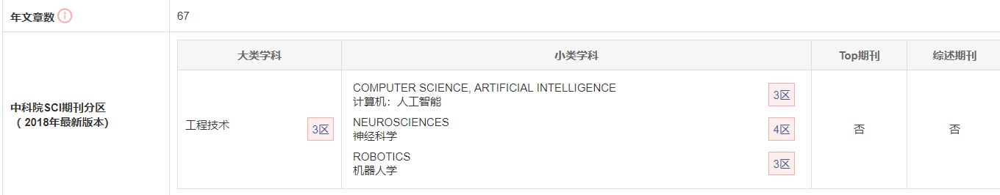 年文章数 67
中科院SCI期刊分区
（ 2018年最新版本)
大类学科 小类学科 Top期刊 综述期刊
工程技术 3区
COMPUTER SCIENCE, ARTIFICIAL INTELLIGENCE
计算机：人工智能
3区
NEUROSCIENCES
神经科学
4区
ROBOTICS
机器人学
3区
否 否